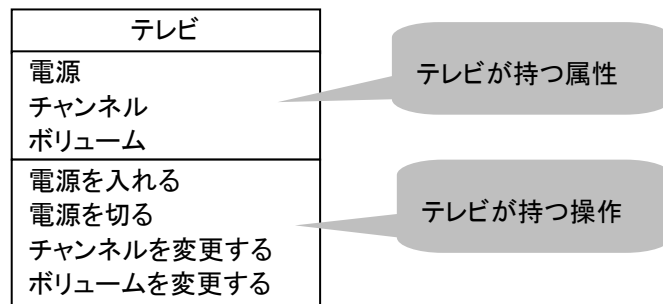 テレビ
電源
チャンネル
ボリューム
テレビが持つ属性
電源を入れる
電源を切る
チャンネルを変更する
ボリュームを変更する
テレビが持つ操作